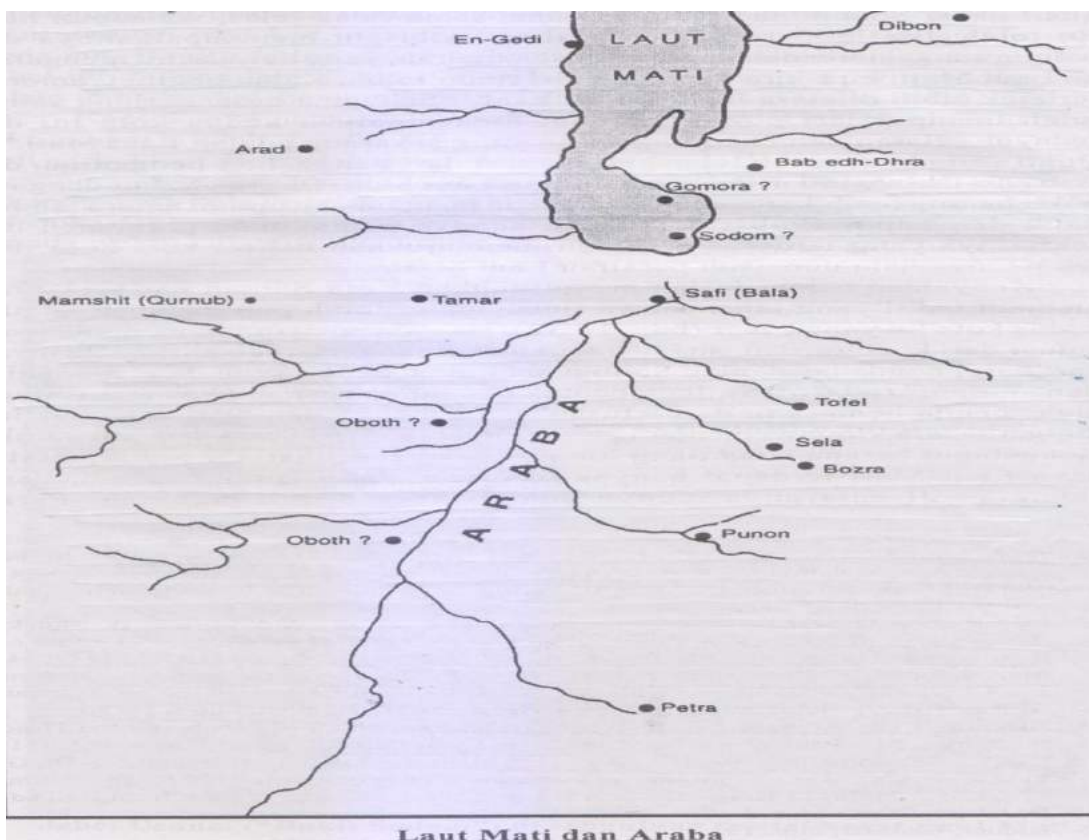 Dibon
En-Gedi
LAUT
MATI
Arad
Bab edh-Dhra
Gomora ?
Sodom ?
Mamshit (Qurnub)
Tamar
Safi (Bala)
Tofel
Oboth ?
ARABA
Sela
Bozra
Punon
Oboth ?
Petra
Laut Mati dan Araba